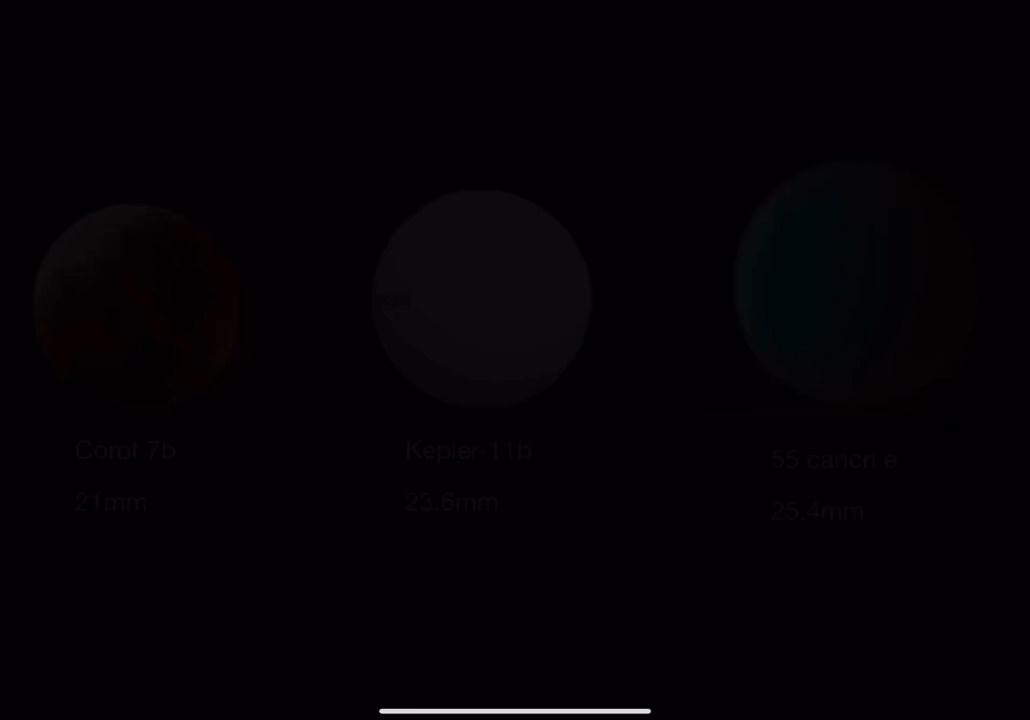 Corot 7b
21mm
Kepler-11b
23.6mm
55 cancri e
25.4mm